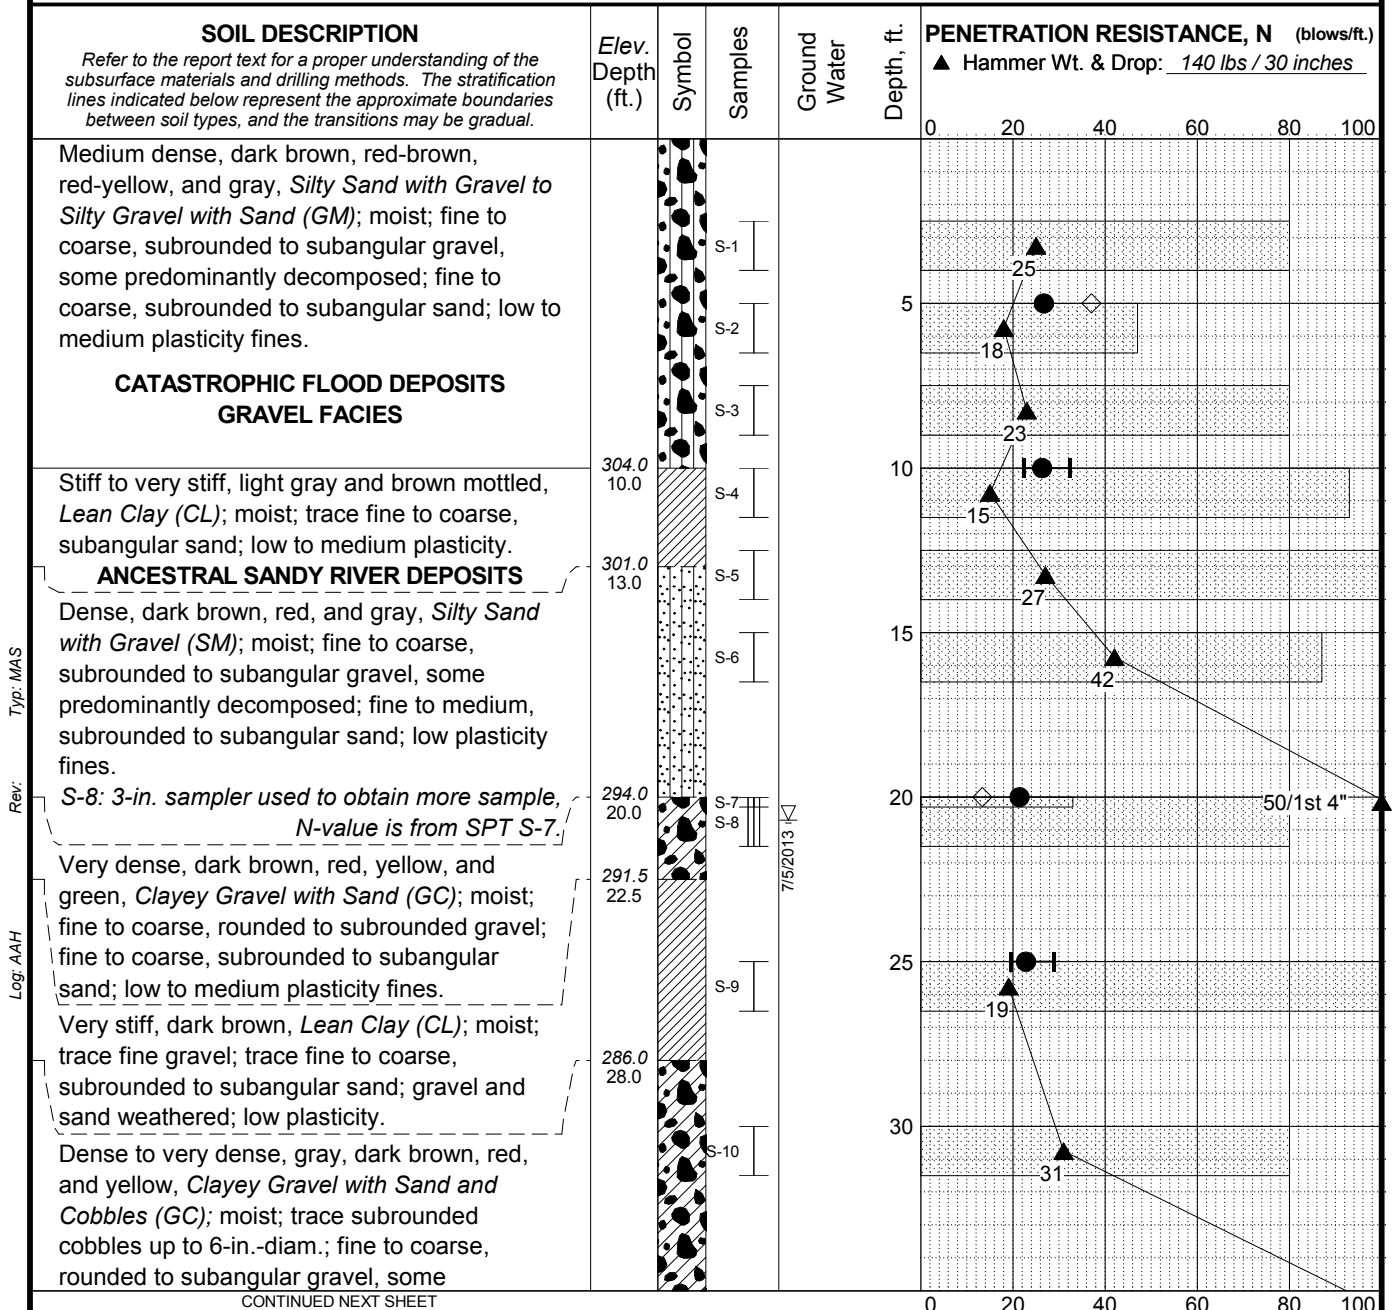 SOIL DESCRIPTION
Refer to the report text for a proper understanding of the
subsurface materials and drilling methods. The stratification
lines indicated below represent the approximate boundaries
between soil types, and the transitions may be gradual.
Elev.
Depth
(ft.)
Symbol
Samples
Ground
Water
Depth, ft.
PENETRATION RESISTANCE, N (blows/ft.)
▲ Hammer Wt. & Drop: 140 lbs / 30 inches
0 20 40 60 80 100
Medium dense, dark brown, red-brown,
red-yellow, and gray, Silty Sand with Gravel to
Silty Gravel with Sand (GM); moist; fine to
coarse, subrounded to subangular gravel,
some predominantly decomposed; fine to
coarse, subrounded to subangular sand; low to
medium plasticity fines.
CATASTROPHIC FLOOD DEPOSITS
GRAVEL FACIES
Stiff to very stiff, light gray and brown mottled,
Lean Clay (CL); moist; trace fine to coarse,
subangular sand; low to medium plasticity.
ANCESTRAL SANDY RIVER DEPOSITS
Dense, dark brown, red, and gray, Silty Sand
with Gravel (SM); moist; fine to coarse,
subrounded to subangular gravel, some
predominantly decomposed; fine to medium,
subrounded to subangular sand; low plasticity
fines.
S-8: 3-in. sampler used to obtain more sample,
N-value is from SPT S-7.
Very dense, dark brown, red, yellow, and
green, Clayey Gravel with Sand (GC); moist;
fine to coarse, rounded to subrounded gravel;
fine to coarse, subrounded to subangular
sand; low to medium plasticity fines.
Very stiff, dark brown, Lean Clay (CL); moist;
trace fine gravel; trace fine to coarse,
subrounded to subangular sand; gravel and
sand weathered; low plasticity.
Dense to very dense, gray, dark brown, red,
and yellow, Clayey Gravel with Sand and
Cobbles (GC); moist; trace subrounded
cobbles up to 6-in.-diam.; fine to coarse,
rounded to subangular gravel, some
CONTINUED NEXT SHEET
304.0
10.0
301.0
13.0
294.0
20.0
291.5
22.5
286.0
28.0
S-1
S-2
S-3
S-4
S-5
S-6
S-7
S-8
S-9
S-10
7/5/2013
5
10
15
20
25
30
25
18
23
15
27
42
50/1st 4"
19
31
0 20 40 60 80 100
Typ: MAS
Rev:
Log: AAH